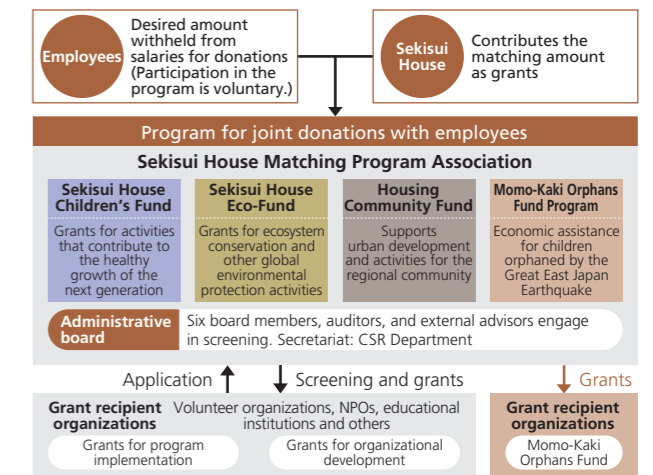 Employees
Desired amount
withheld from
salaries for donations
(Participation in the
program is voluntary.)
Sekisui
House
Contributes the
matching amount
as grants
Program for joint donations with employees
Sekisui House Matching Program Association
Sekisui House
Children's Fund
Grants for activities
that contribute to
the healthy
growth of the
next generation
Sekisui House
Eco-Fund
Grants for ecosystem
conservation and
other global
environmental
protection activities
Housing
Community Fund
Supports
urban development
and activities for the
regional community
Momo-Kaki Orphans
Fund Program
Economic assistance
for children
orphaned by the
Great East Japan
Earthquake
Administrative
board
Six board members, auditors, and external advisors engage
in screening. Secretariat: CSR Department
Application
Screening and grants
Grants
Grant recipient
organizations
Volunteer organizations, NPOs, educational
institutions and others
Grants for program
implementation
Grants for organizational
development
Grant recipient
organizations
Momo-Kaki
Orphans Fund